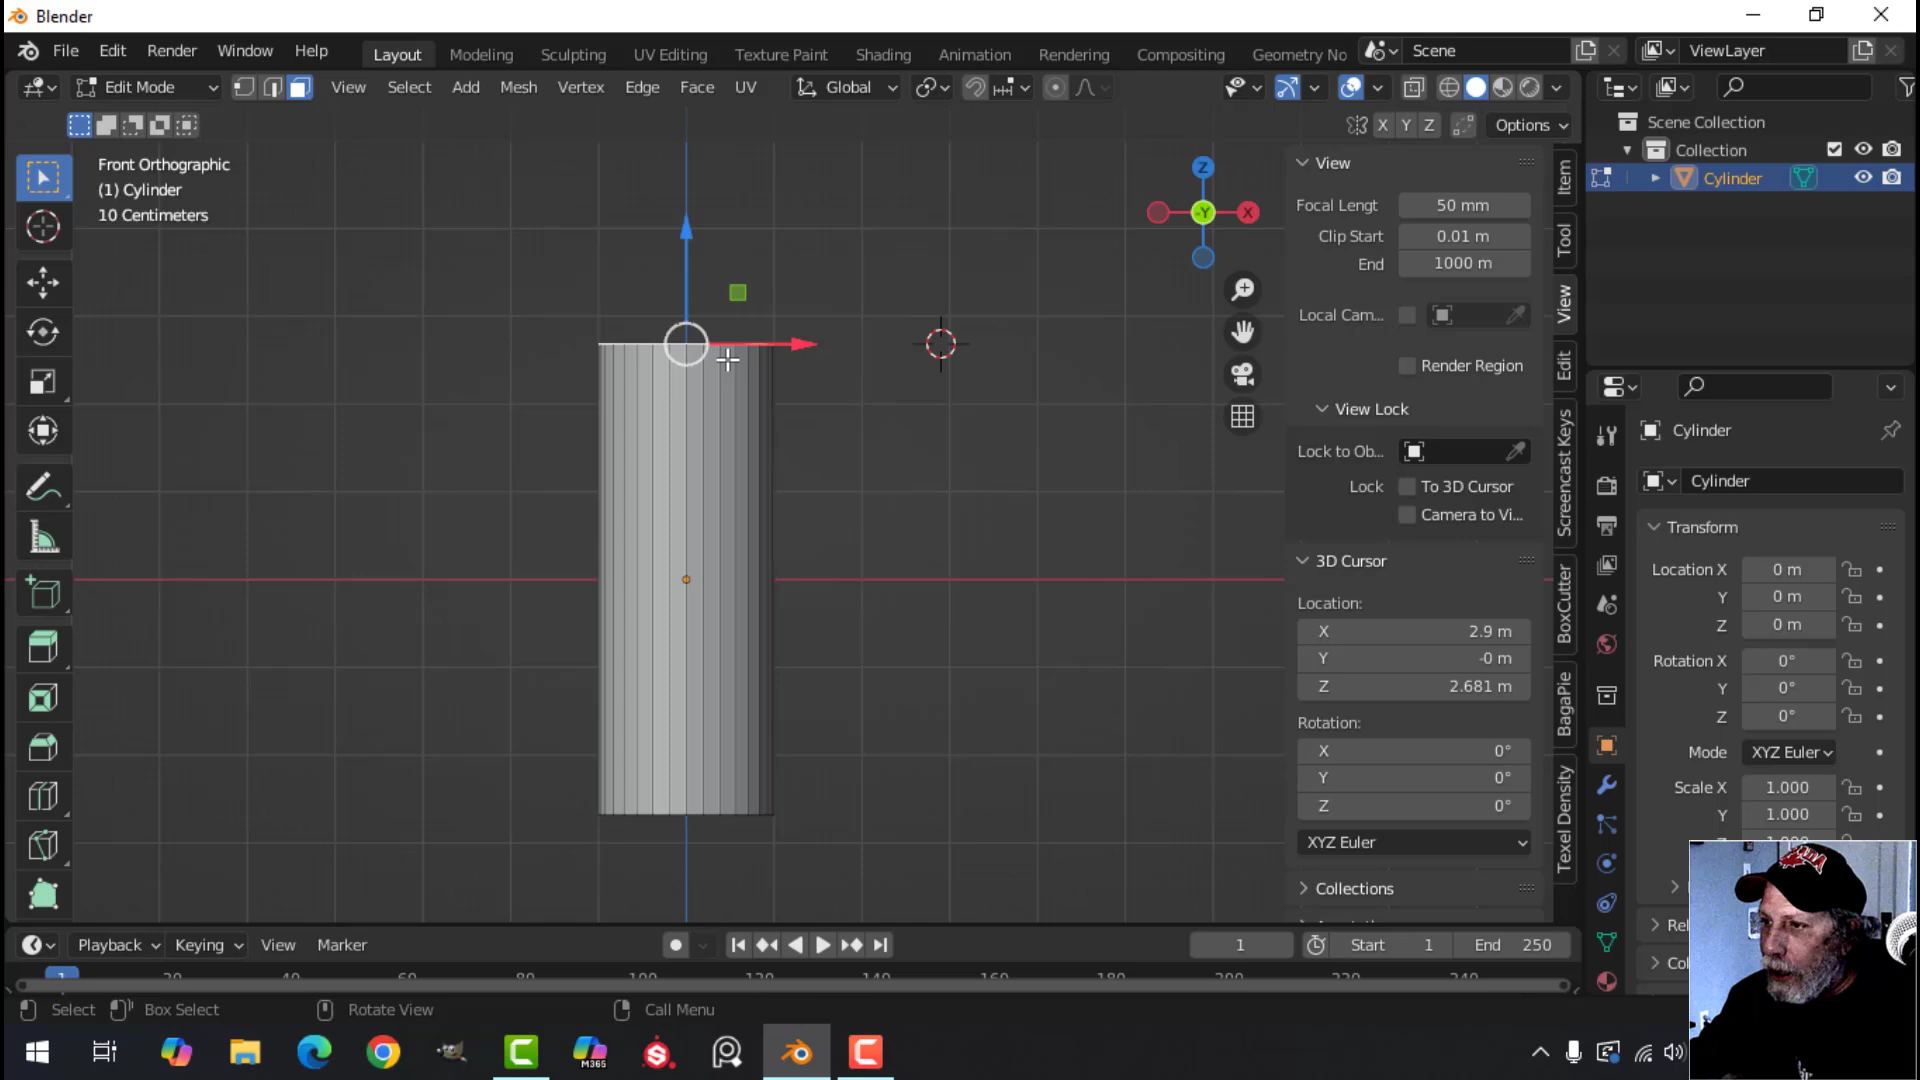 Blender
File Edit Render Window Help Layout Modeling Sculpting UV Editing Texture Paint Shading Animation Rendering Compositing Geometry No Scene ViewLayer
Edit Mode View Select Add Mesh Vertex Edge Face UV Global
X Y Z Options
Front Orthographic
(1) Cylinder
10 Centimeters
Z
-Y
X
View
Focal Lengt 50 mm
Clip Start 0.01 m
End 1000 m
Local Cam...
Render Region
View Lock
Lock to Ob...
Lock To 3D Cursor
Camera to Vi...
3D Cursor
Location:
X 2.9 m
Y -0 m
Z 2.681 m
Rotation:
X 0°
Y 0°
Z 0°
XYZ Euler
Collections
Item
Tool
View
Edit
Screencast Keys
BoxCutter
BagaPie
Texel Density
Scene Collection
Collection
Cylinder
Cylinder
Cylinder
Transform
Location X 0 m
Y 0 m
Z 0 m
Rotation X 0°
Y 0°
Z 0°
Mode XYZ Euler
Scale X 1.000
Y 1.000
Rel
Col
Playback Keying View Marker 1 Start 1 End 250
1
Select Box Select Rotate View Call Menu
M365